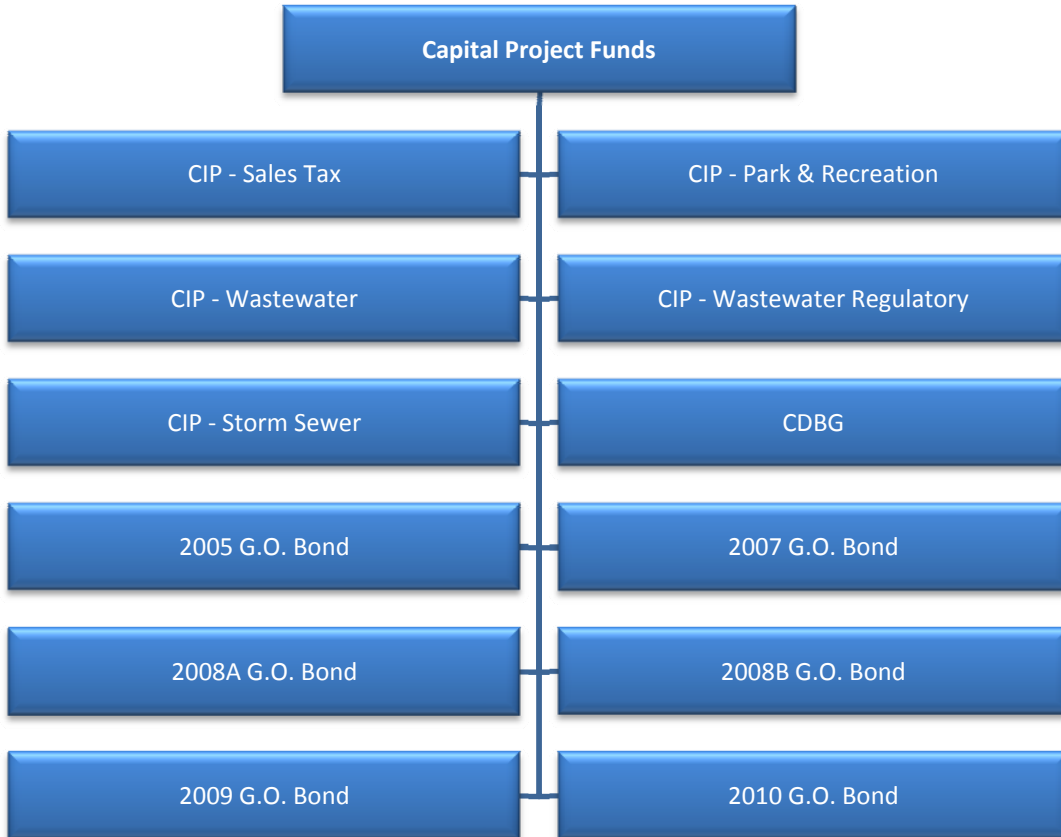 Capital Project Funds
CIP - Sales Tax
CIP - Park & Recreation
CIP - Wastewater
CIP - Wastewater Regulatory
CIP - Storm Sewer
CDBG
2005 G.O. Bond
2007 G.O. Bond
2008A G.O. Bond
2008B G.O. Bond
2009 G.O. Bond
2010 G.O. Bond